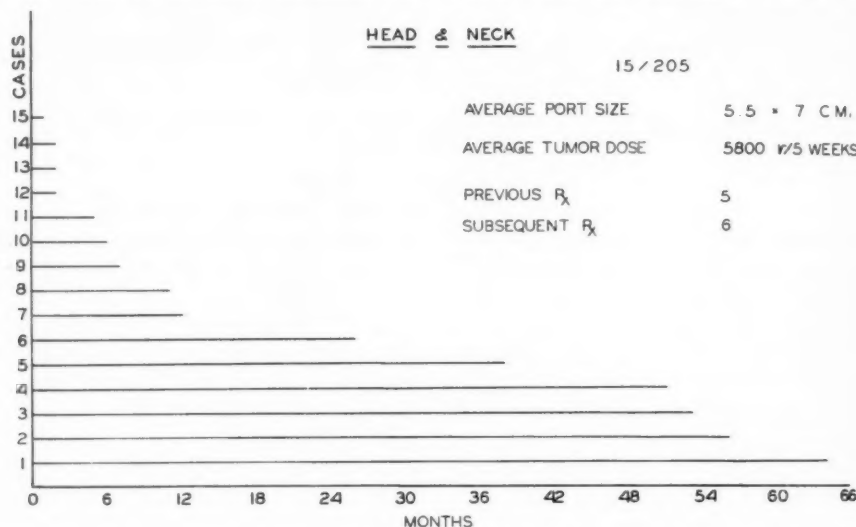 HEAD & NECK
15/205
AVERAGE PORT SIZE 5.5 × 7 CM.
AVERAGE TUMOR DOSE 5800 r/5 WEEKS
PREVIOUS ℞ 5
SUBSEQUENT ℞ 6
CASES
15
14
13
12
11
10
9
8
7
6
5
4
3
2
1
0 6 12 18 24 30 36 42 48 54 60 66
MONTHS